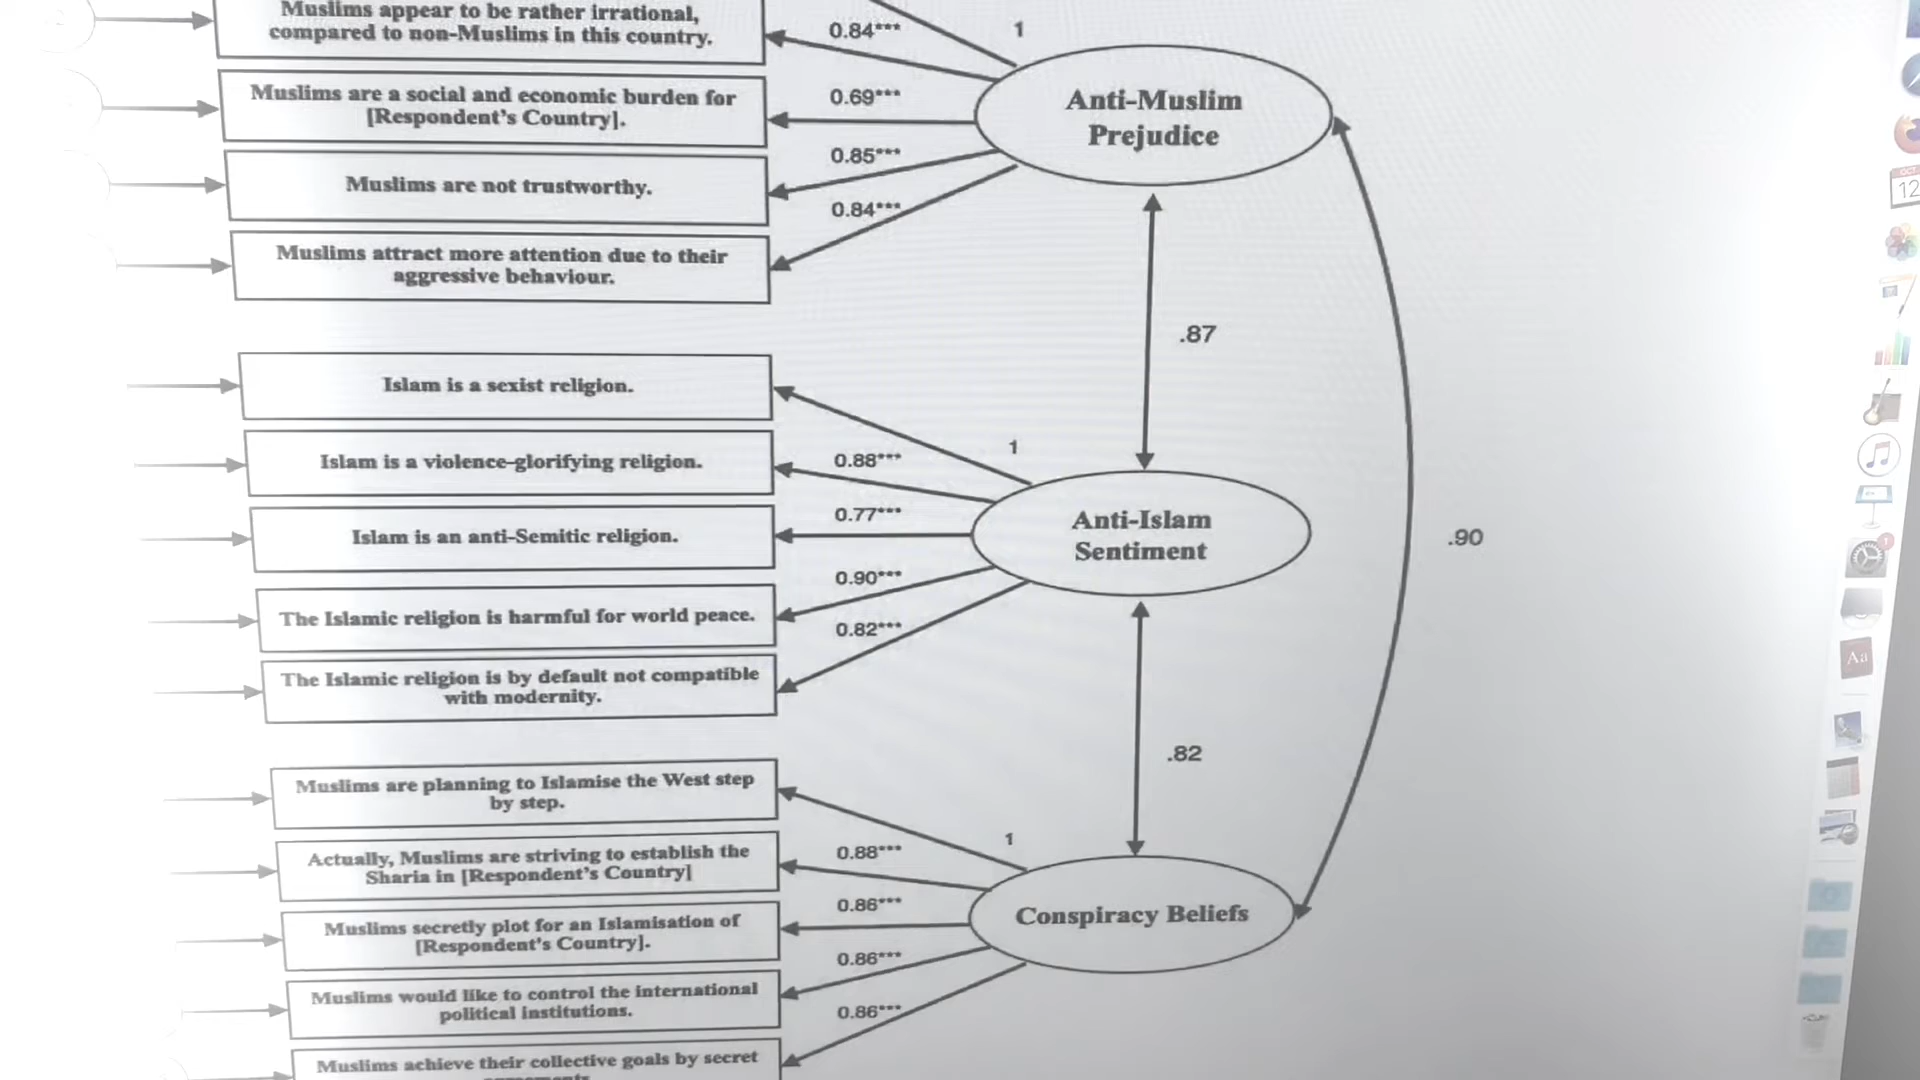 Muslims appear to be rather irrational,
compared to non-Muslims in this country.
0.84***
1
Muslims are a social and economic burden for
[Respondent's Country].
0.69***
Anti-Muslim
Prejudice
Muslims are not trustworthy.
0.85***
Muslims attract more attention due to their
aggressive behaviour.
0.84***
.87
Islam is a sexist religion.
1
Islam is a violence-glorifying religion.
0.88***
Islam is an anti-Semitic religion.
0.77***
Anti-Islam
Sentiment
.90
The Islamic religion is harmful for world peace.
0.90***
The Islamic religion is by default not compatible
with modernity.
0.82***
.82
Muslims are planning to Islamise the West step
by step.
1
Actually, Muslims are striving to establish the
Sharia in [Respondent's Country]
0.88***
Muslims secretly plot for an Islamisation of
[Respondent's Country].
0.86***
Conspiracy Beliefs
Muslims would like to control the international
political institutions.
0.86***
Muslims achieve their collective goals by secret
0.86***
OCT
12
1
Aa